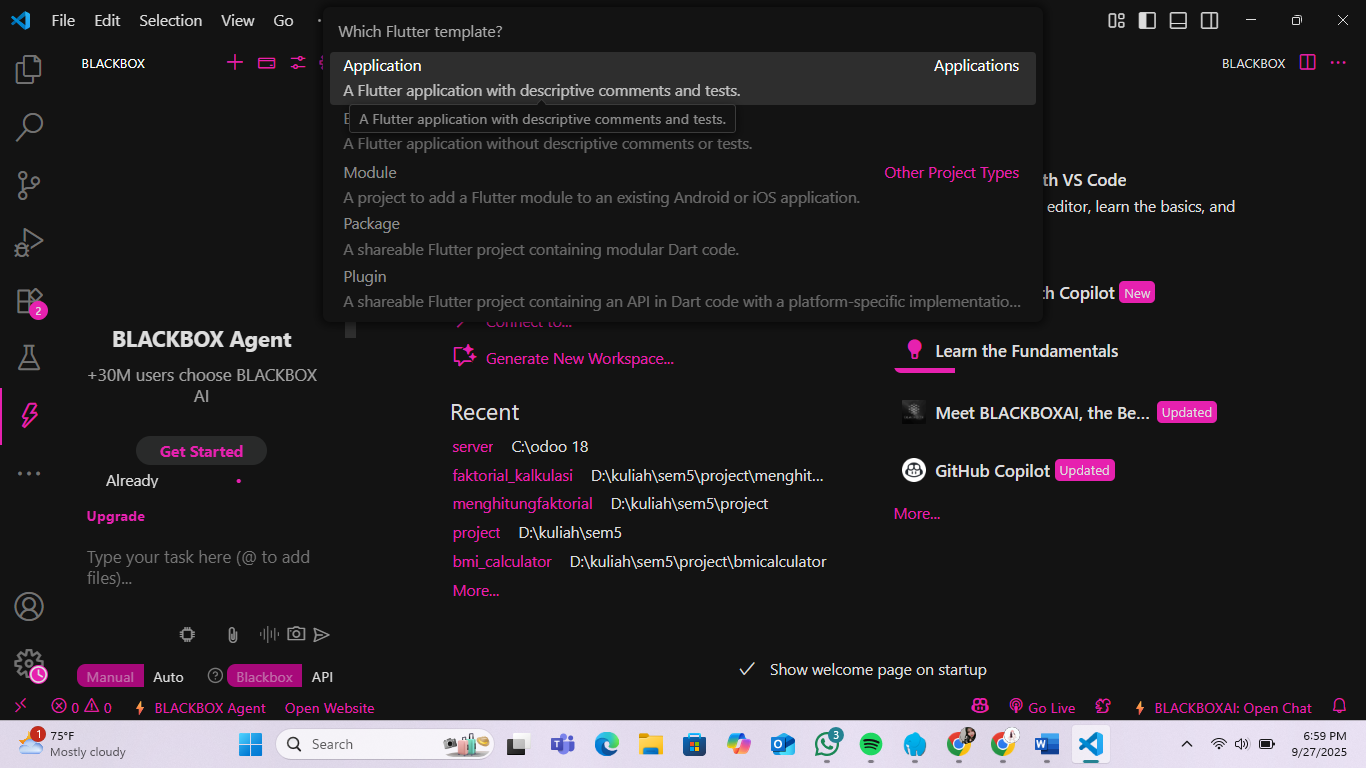 File Edit Selection View Go
Which Flutter template?
Application
Applications
A Flutter application with descriptive comments and tests.
A Flutter application with descriptive comments and tests.
A Flutter application without descriptive comments or tests.
Module
Other Project Types
A project to add a Flutter module to an existing Android or iOS application.
Package
A shareable Flutter project containing modular Dart code.
Plugin
A shareable Flutter project containing an API in Dart code with a platform-specific implementatio...
BLACKBOX
2
BLACKBOX Agent
+30M users choose BLACKBOX
AI
Get Started
Already
Upgrade
Type your task here (@ to add
files)...
Manual Auto
Blackbox API
Connect to...
Generate New Workspace...
Recent
server C:\odoo 18
faktorial_kalkulasi D:\kuliah\sem5\project\menghit...
menghitungfaktorial D:\kuliah\sem5\project
project D:\kuliah\sem5
bmi_calculator D:\kuliah\sem5\project\bmicalculator
More...
BLACKBOX
th VS Code
editor, learn the basics, and
h Copilot New
Learn the Fundamentals
Meet BLACKBOXAI, the Be... Updated
GitHub Copilot Updated
More...
Show welcome page on startup
0 0 BLACKBOX Agent Open Website
Go Live BLACKBOXAI: Open Chat
1
75°F
Mostly cloudy
Search
3
6:59 PM
9/27/2025